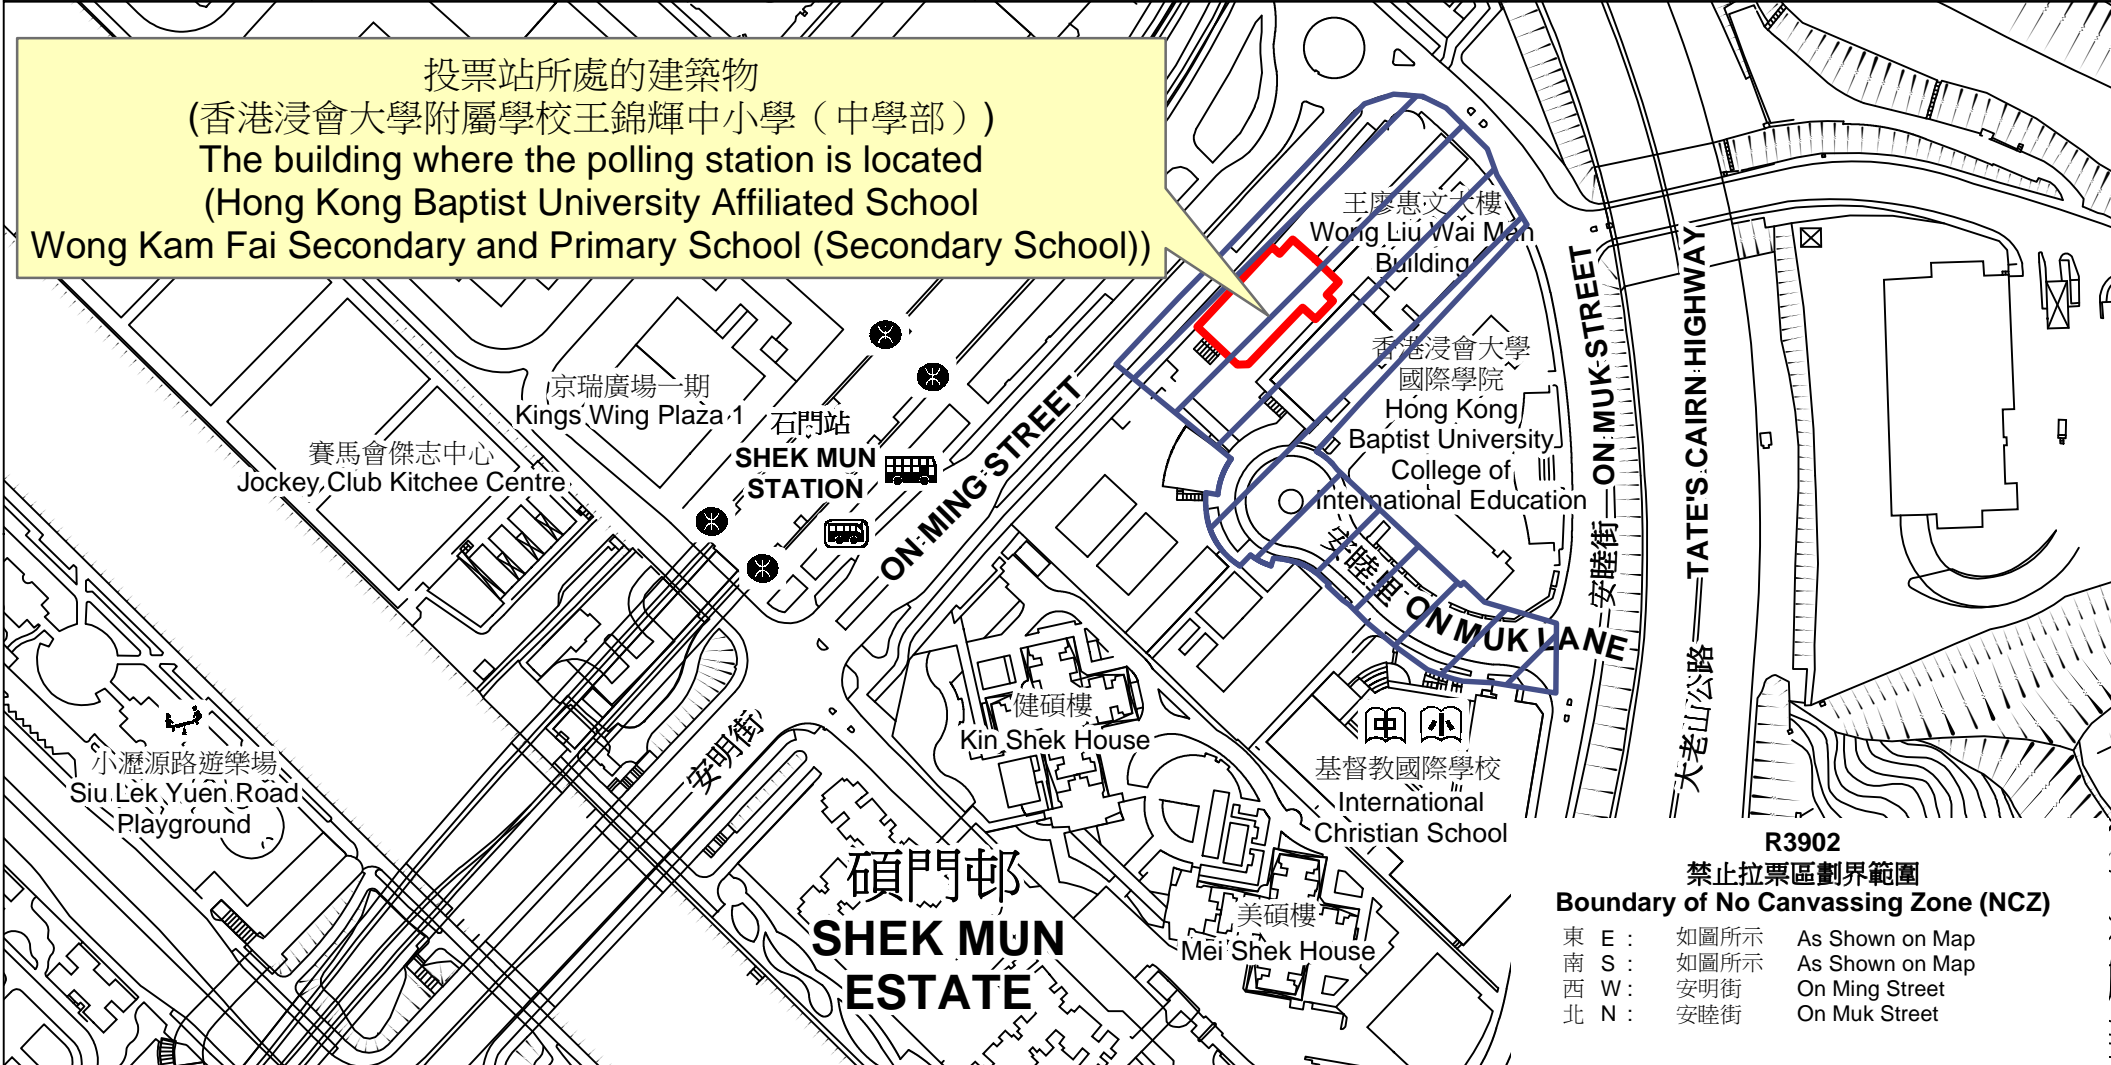 投票站所處的建築物
(香港浸會大學附屬學校王錦輝中小學（中學部）)
The building where the polling station is located
(Hong Kong Baptist University Affiliated School
Wong Kam Fai Secondary and Primary School (Secondary School))
王廖惠文大樓
Wong Liu Wai Man
Building
香港浸會大學
國際學院
Hong Kong
Baptist University
College of
International Education
安睦街 ON MUK STREET
大老山公路 TATE'S CAIRN HIGHWAY
京瑞廣場一期
Kings Wing Plaza 1
石門站
SHEK MUN
STATION
賽馬會傑志中心
Jockey Club Kitchee Centre
ON MING STREET
安明街
安睦里 ON MUK LANE
健碩樓
Kin Shek House
中 小
基督教國際學校
International
Christian School
小瀝源路遊樂場
Siu Lek Yuen Road
Playground
碩門邨
SHEK MUN
ESTATE
美碩樓
Mei Shek House
R3902
禁止拉票區劃界範圍
Boundary of No Canvassing Zone (NCZ)
東 E : 如圖所示 As Shown on Map
南 S : 如圖所示 As Shown on Map
西 W : 安明街 On Ming Street
北 N : 安睦街 On Muk Street